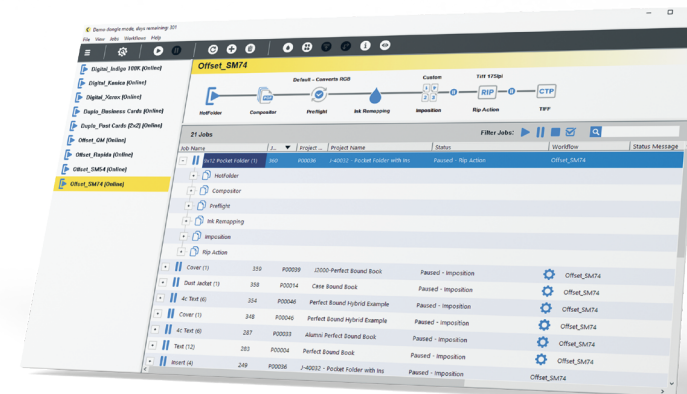 Demo dongle mode, days remaining: 301
File View Jobs Workflows Help
Digital_Indigo 100K (Online)
Digital_Konica (Online)
Digital_Xerox (Online)
Duplo_Business Cards (Online)
Duplo_Post Cards (2x2) (Online)
Offset_GM (Online)
Offset_Rapida (Online)
Offset_SM54 (Online)
Offset_SM74 (Online)
Offset_SM74
Default - Converts RGB
Custom
Tiff 175lpi
PDF
RIP
CTP
HotFolder
Compositor
Preflight
Ink Remapping
Imposition
Rip Action
TIFF
21 Jobs
Filter Jobs:
Job Name J... Project ... Project Name Status Workflow Status Message
9x12 Pocket Folder (1) 360 P00036 J-40032 - Pocket Folder with Ins Paused - Rip Action Offset_SM74
HotFolder
Compositor
Preflight
Ink Remapping
Imposition
Rip Action
Cover (1) 359 P00039 J2000-Perfect Bound Book Paused - Imposition Offset_SM74
Dust Jacket (1) 358 P00014 Case Bound Book Paused - Imposition Offset_SM74
4c Text (6) 354 P00046 Perfect Bound Hybrid Example Paused - Imposition Offset_SM74
Cover (1) 348 P00046 Perfect Bound Hybrid Example Paused - Imposition Offset_SM74
4c Text (6) 287 P00033 Alumni Perfect Bound Book Paused - Imposition Offset_SM74
Text (12) 283 P00004 Perfect Bound Book Paused - Imposition Offset_SM74
Insert (4) 249 P00036 J-40032 - Pocket Folder with Ins Paused - Imposition Offset_SM74